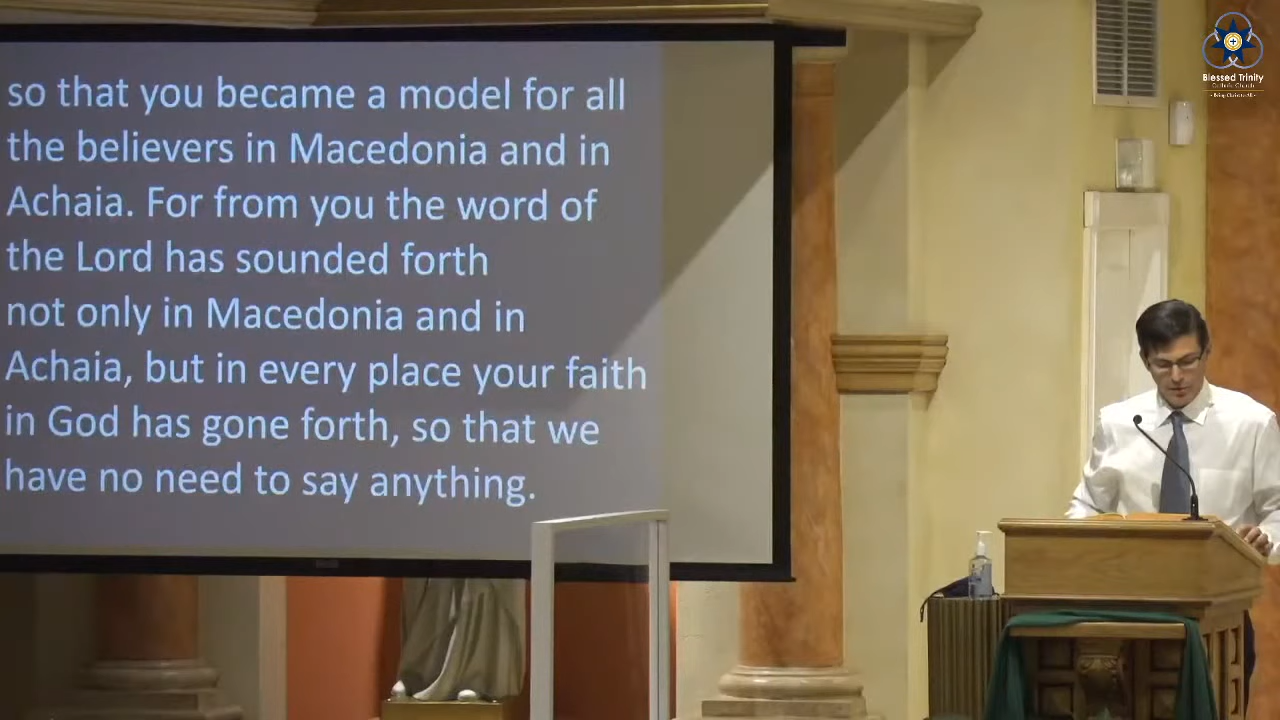 so that you became a model for all
the believers in Macedonia and in
Achaia. For from you the word of
the Lord has sounded forth
not only in Macedonia and in
Achaia, but in every place your faith
in God has gone forth, so that we
have no need to say anything.
Blessed Trinity
Catholic Church